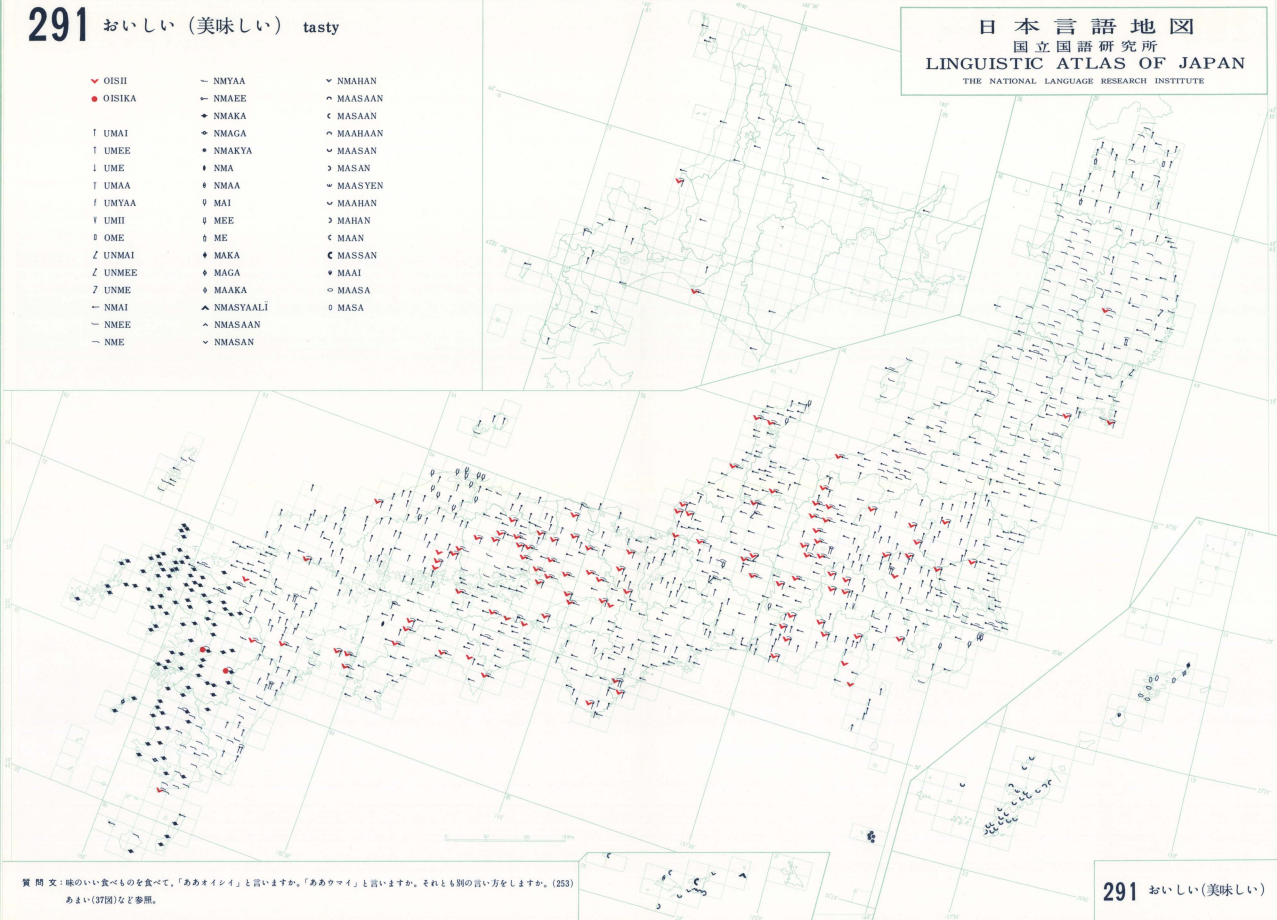 291 おいしい(美味しい) tasty
日本言語地図
国立国語研究所
LINGUISTIC ATLAS OF JAPAN
THE NATIONAL LANGUAGE RESEARCH INSTITUTE
OISII
OISIKA
UMAI
UMEE
UME
UMAA
UMYAA
UMII
OME
UNMAI
UNMEE
UNME
NMAI
NMEE
NME
NMYAA
NMAEE
NMAKA
NMAGA
NMAKYA
NMA
NMAA
MAI
MEE
ME
MAKA
MAGA
MAAKA
NMASYAALÏ
NMASAAN
NMASAN
NMAHAN
MAASAAN
MASAAN
MAAHAAN
MAASAN
MASAN
MAASYEN
MAAHAN
MAHAN
MAAN
MASSAN
MAAI
MAASA
MASA
質問文:味のいい食べものを食べて,「ああオイシイ」と言いますか。「ああウマイ」と言いますか。それとも別の言い方をしますか。(253)
あまい(37図)など参照。
291 おいしい(美味しい)